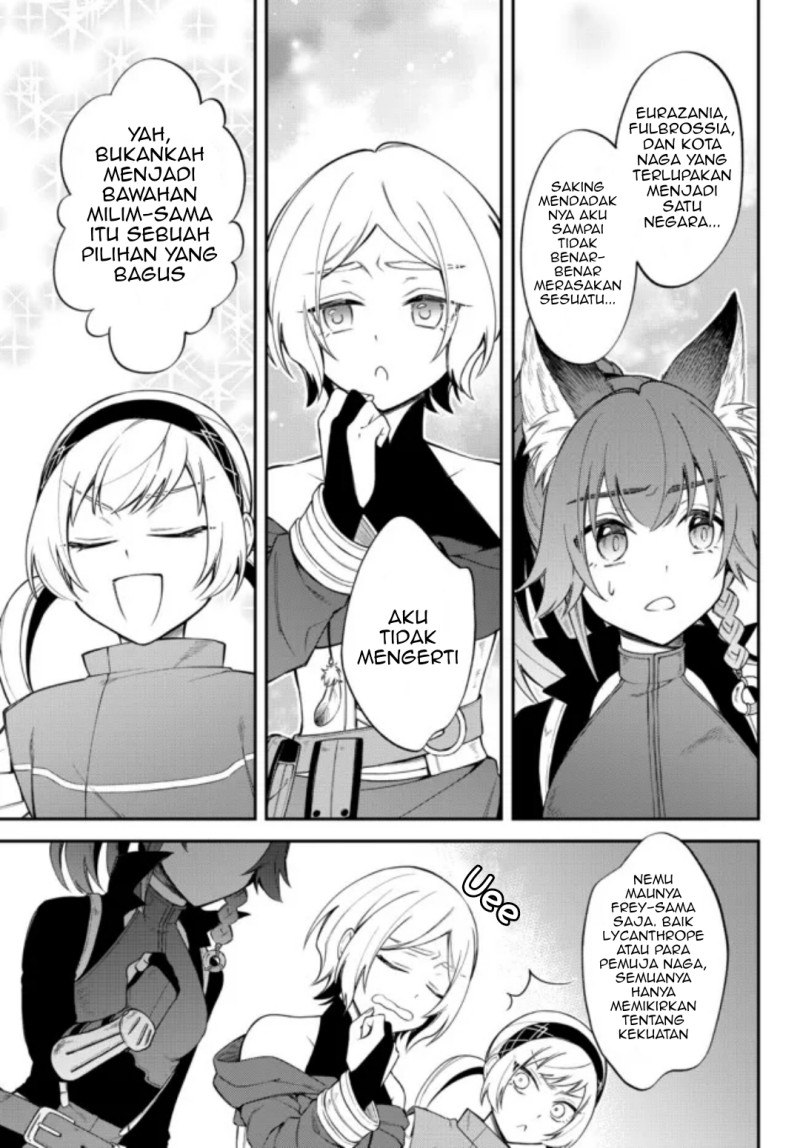 EURAZANIA,
FULBROSSIA,
DAN KOTA
NAGA YANG
TERLUPAKAN
MENJADI
SATU
NEGARA...
SAKING
MENDADAK
NYA AKU
SAMPAI
TIDAK
BENAR-
BENAR
MERASAKAN
SESUATU...
AKU
TIDAK
MENGERTI
YAH,
BUKANKAH
MENJADI
BAWAHAN
MILIM-SAMA
ITU SEBUAH
PILIHAN YANG
BAGUS
NEMU
MAUNYA
FREY-SAMA
SAJA. BAIK
LYCANTHROPE
ATAU PARA
PEMUJA NAGA,
SEMUANYA
HANYA
MEMIKIRKAN
TENTANG
KEKUATAN
Uee